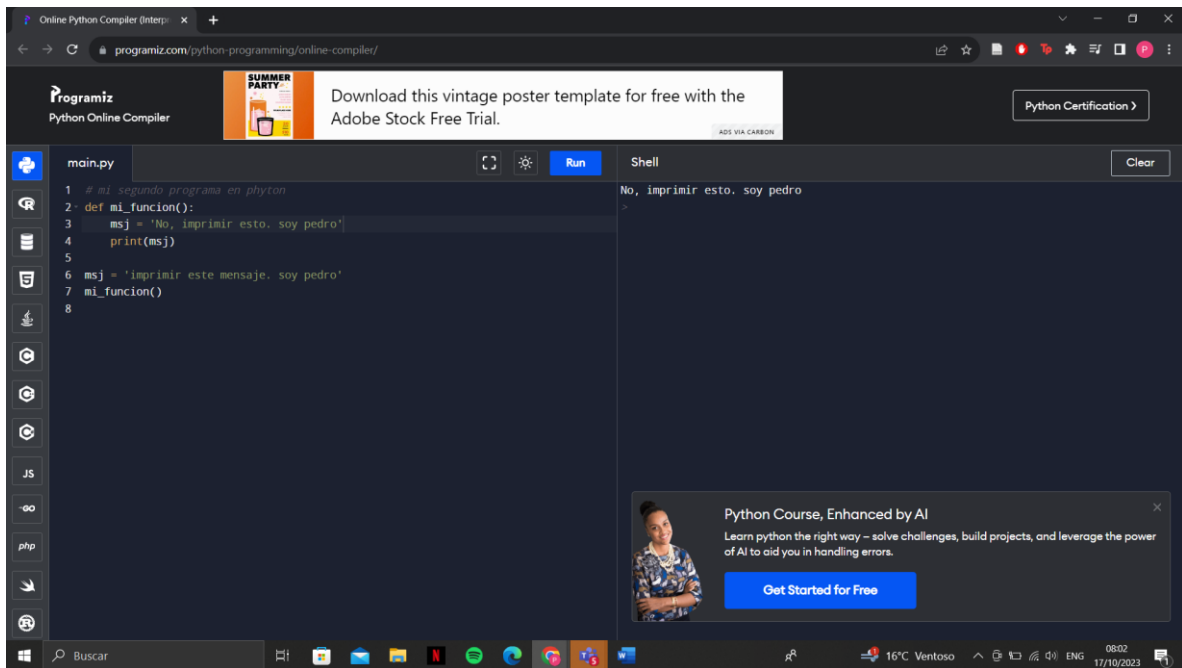 Online Python Compiler (Interpr
programiz.com/python-programming/online-compiler/
Programiz
Python Online Compiler
SUMMER
PARTY
Download this vintage poster template for free with the
Adobe Stock Free Trial.
ADS VIA CARBON
Python Certification
main.py
Run
Shell
Clear
1 # mi segundo programa en phyton
2 def mi_funcion():
3 msj = 'No, imprimir esto. soy pedro'
4 print(msj)
5
6 msj = 'imprimir este mensaje. soy pedro'
7 mi_funcion()
8
No, imprimir esto. soy pedro
>
JS
GO
php
Python Course, Enhanced by AI
Learn python the right way – solve challenges, build projects, and leverage the power
of AI to aid you in handling errors.
Get Started for Free
Buscar
16°C Ventoso
ENG
08:02
17/10/2023